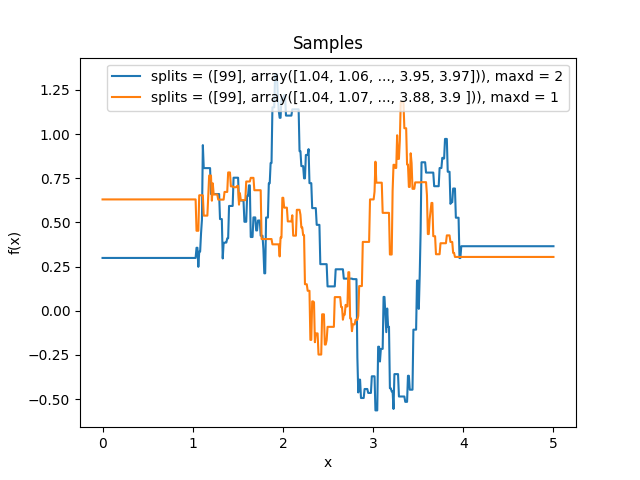 Samples
splits = ([99], array([1.04, 1.06, ..., 3.95, 3.97])), maxd = 2
splits = ([99], array([1.04, 1.07, ..., 3.88, 3.9 ])), maxd = 1
1.25
1.00
0.75
0.50
0.25
0.00
−0.25
−0.50
f(x)
0 1 2 3 4 5
x